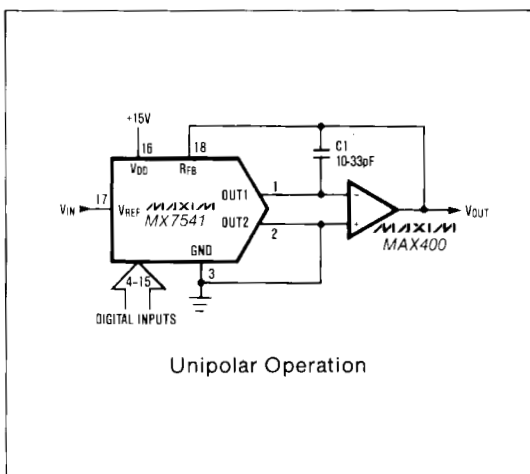 +15V
16
18
VDD
RFB
C1
10-33pF
VIN
17
VREF
MAXIM
MX7541
OUT1
1
OUT2
2
GND
3
4-15
DIGITAL INPUTS
-
+
VOUT
MAXIM
MAX400
Unipolar Operation